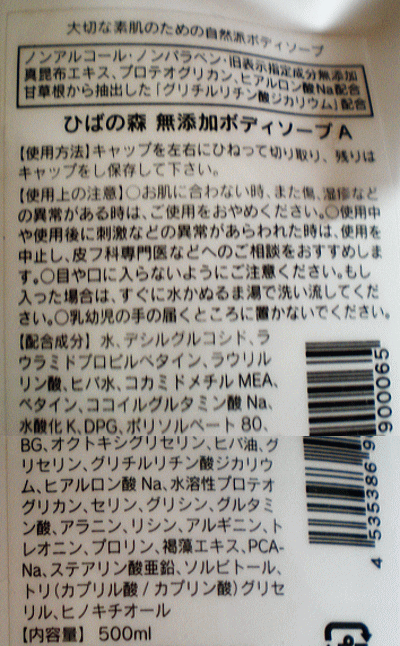 大切な素肌のための自然派ボディソープ
ノンアルコール・ノンパラベン・旧表示指定成分無添加
真昆布エキス、プロテオグリカン、ヒアルロン酸Na配合
甘草根から抽出した「グリチルリチン酸ジカリウム」配合
ひばの森 無添加ボディソープA
【使用方法】キャップを左右にひねって切り取り、残りは
キャップをし保存して下さい。
【使用上の注意】○お肌に合わない時、また傷、湿疹など
の異常がある時は、ご使用をおやめください。○使用中
や使用後に刺激などの異常があらわれた時は、使用を
中止し、皮フ科専門医などへのご相談をおすすめしま
す。○目や口に入らないようにご注意ください。もし
入った場合は、すぐに水かぬるま湯で洗い流してくだ
さい。○乳幼児の手の届くところに置かないでください。
【配合成分】水、デシルグルコシド、ラ
ウラミドプロピルベタイン、ラウリル
リン酸、ヒバ水、コカミドメチルMEA、
ベタイン、ココイルグルタミン酸Na、
水酸化K、DPG、ポリソルベート80、
BG、オクトキシグリセリン、ヒバ油、グ
リセリン、グリチルリチン酸ジカリウ
ム、ヒアルロン酸Na、水溶性プロテオ
グリカン、セリン、グリシン、グルタミ
ン酸、アラニン、リシン、アルギニン、ト
レオニン、プロリン、褐藻エキス、PCA-
Na、ステアリン酸亜鉛、ソルビトール、
トリ(カプリル酸/カプリン酸)グリセ
リル、ヒノキチオール
【内容量】500ml
4 535386 900065